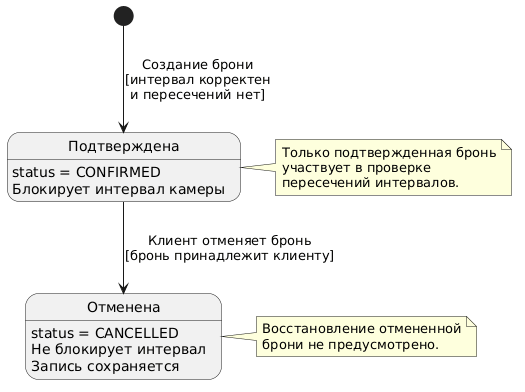 Создание брони
[интервал корректен
и пересечений нет]
Подтверждена
status = CONFIRMED
Блокирует интервал камеры
Только подтвержденная бронь
участвует в проверке
пересечений интервалов.
Клиент отменяет бронь
[бронь принадлежит клиенту]
Отменена
status = CANCELLED
Не блокирует интервал
Запись сохраняется
Восстановление отмененной
брони не предусмотрено.